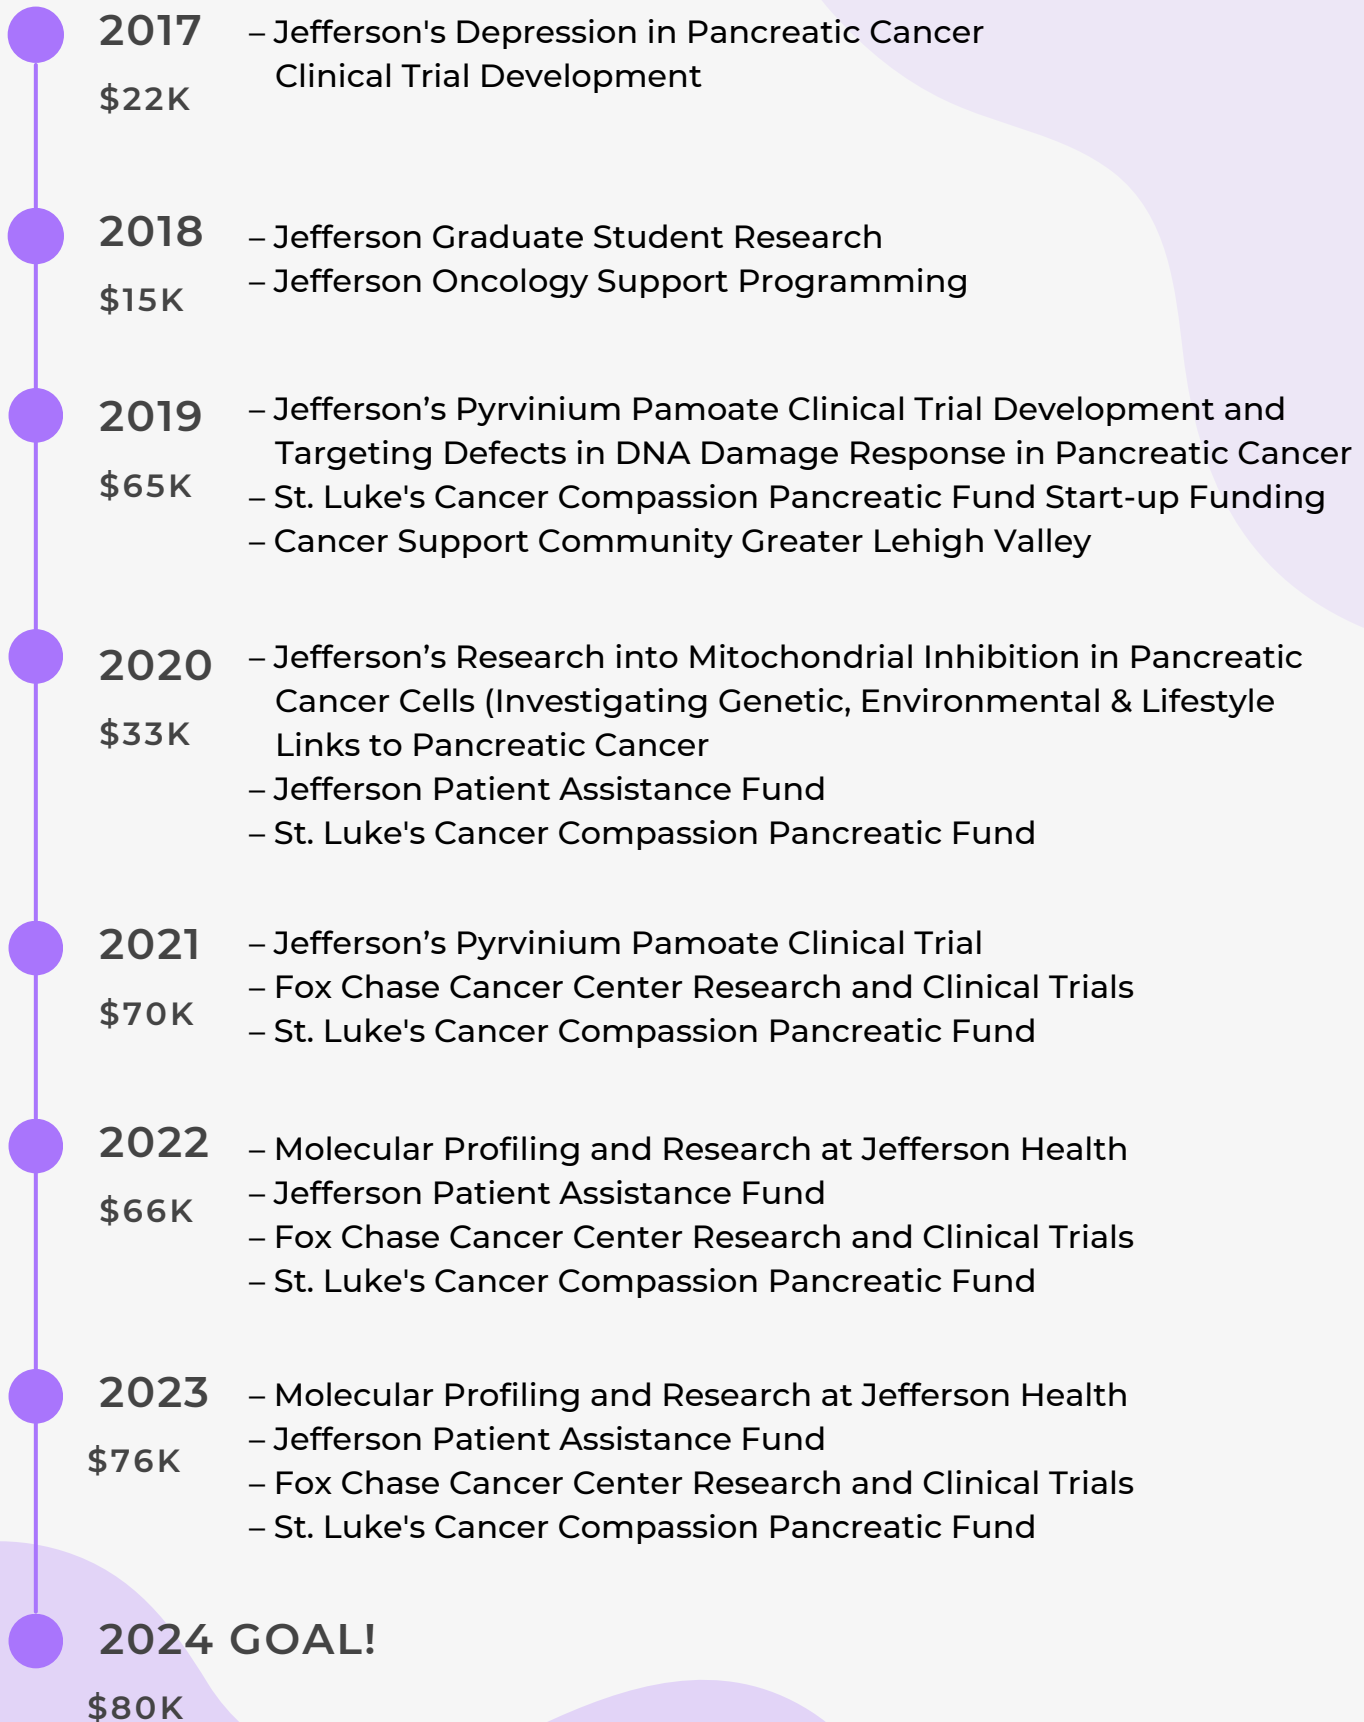 2017
$22K
– Jefferson's Depression in Pancreatic Cancer
Clinical Trial Development
2018
$15K
– Jefferson Graduate Student Research
– Jefferson Oncology Support Programming
2019
$65K
– Jefferson’s Pyrvinium Pamoate Clinical Trial Development and
Targeting Defects in DNA Damage Response in Pancreatic Cancer
– St. Luke's Cancer Compassion Pancreatic Fund Start-up Funding
– Cancer Support Community Greater Lehigh Valley
2020
$33K
– Jefferson’s Research into Mitochondrial Inhibition in Pancreatic
Cancer Cells (Investigating Genetic, Environmental & Lifestyle
Links to Pancreatic Cancer
– Jefferson Patient Assistance Fund
– St. Luke's Cancer Compassion Pancreatic Fund
2021
$70K
– Jefferson’s Pyrvinium Pamoate Clinical Trial
– Fox Chase Cancer Center Research and Clinical Trials
– St. Luke's Cancer Compassion Pancreatic Fund
2022
$66K
– Molecular Profiling and Research at Jefferson Health
– Jefferson Patient Assistance Fund
– Fox Chase Cancer Center Research and Clinical Trials
– St. Luke's Cancer Compassion Pancreatic Fund
2023
$76K
– Molecular Profiling and Research at Jefferson Health
– Jefferson Patient Assistance Fund
– Fox Chase Cancer Center Research and Clinical Trials
– St. Luke's Cancer Compassion Pancreatic Fund
2024 GOAL!
$80K